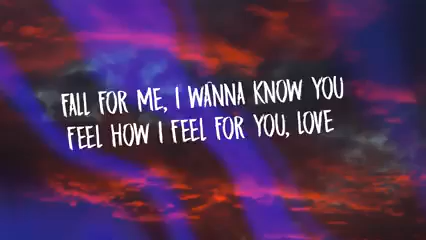 FALL FOR ME, I WANNA KNOW YOU
FEEL HOW I FEEL FOR YOU, LOVE